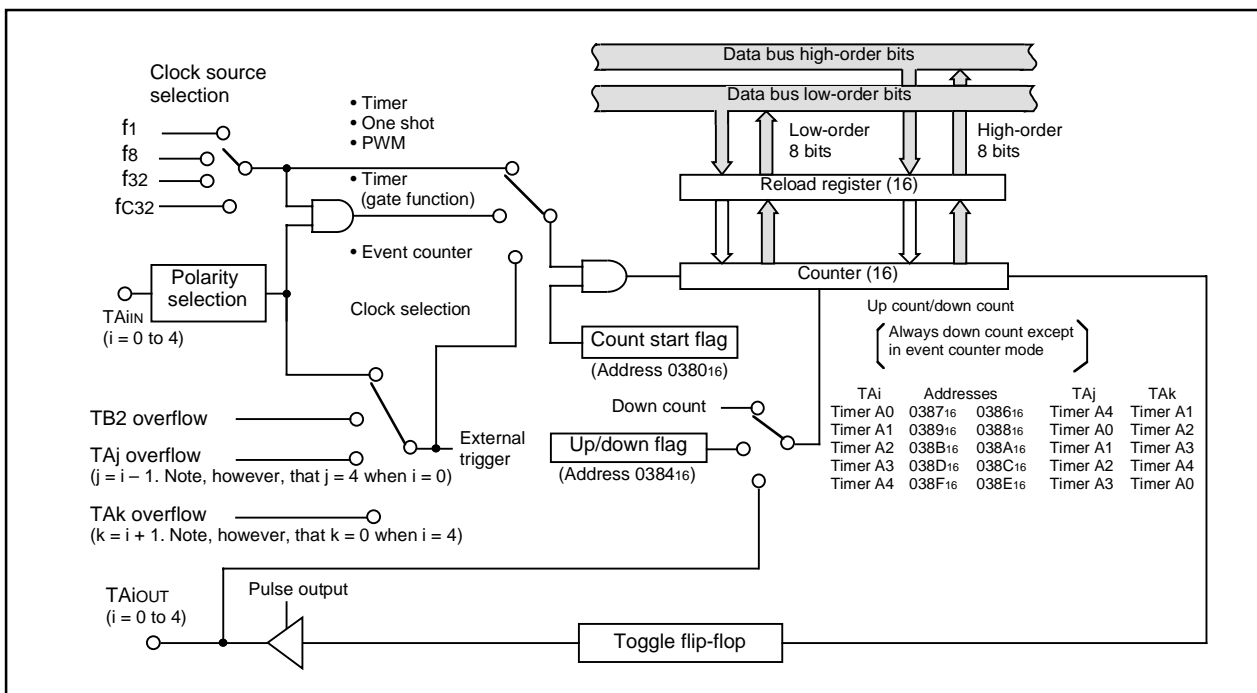 Data bus high-order bits
Data bus low-order bits
Low-order
8 bits
High-order
8 bits
Reload register (16)
Counter (16)
Clock source
selection
f1
f8
f32
fC32
• Timer
• One shot
• PWM
• Timer
(gate function)
• Event counter
Clock selection
Polarity
selection
TAiIN
(i = 0 to 4)
Count start flag
(Address 038016)
Up count/down count
Always down count except
in event counter mode
TAi Addresses TAj TAk
Timer A0 038716 038616 Timer A4 Timer A1
Timer A1 038916 038816 Timer A0 Timer A2
Timer A2 038B16 038A16 Timer A1 Timer A3
Timer A3 038D16 038C16 Timer A2 Timer A4
Timer A4 038F16 038E16 Timer A3 Timer A0
Down count
Up/down flag
(Address 038416)
TB2 overflow
TAj overflow
(j = i – 1. Note, however, that j = 4 when i = 0)
External
trigger
TAk overflow
(k = i + 1. Note, however, that k = 0 when i = 4)
TAiOUT
(i = 0 to 4)
Pulse output
Toggle flip-flop